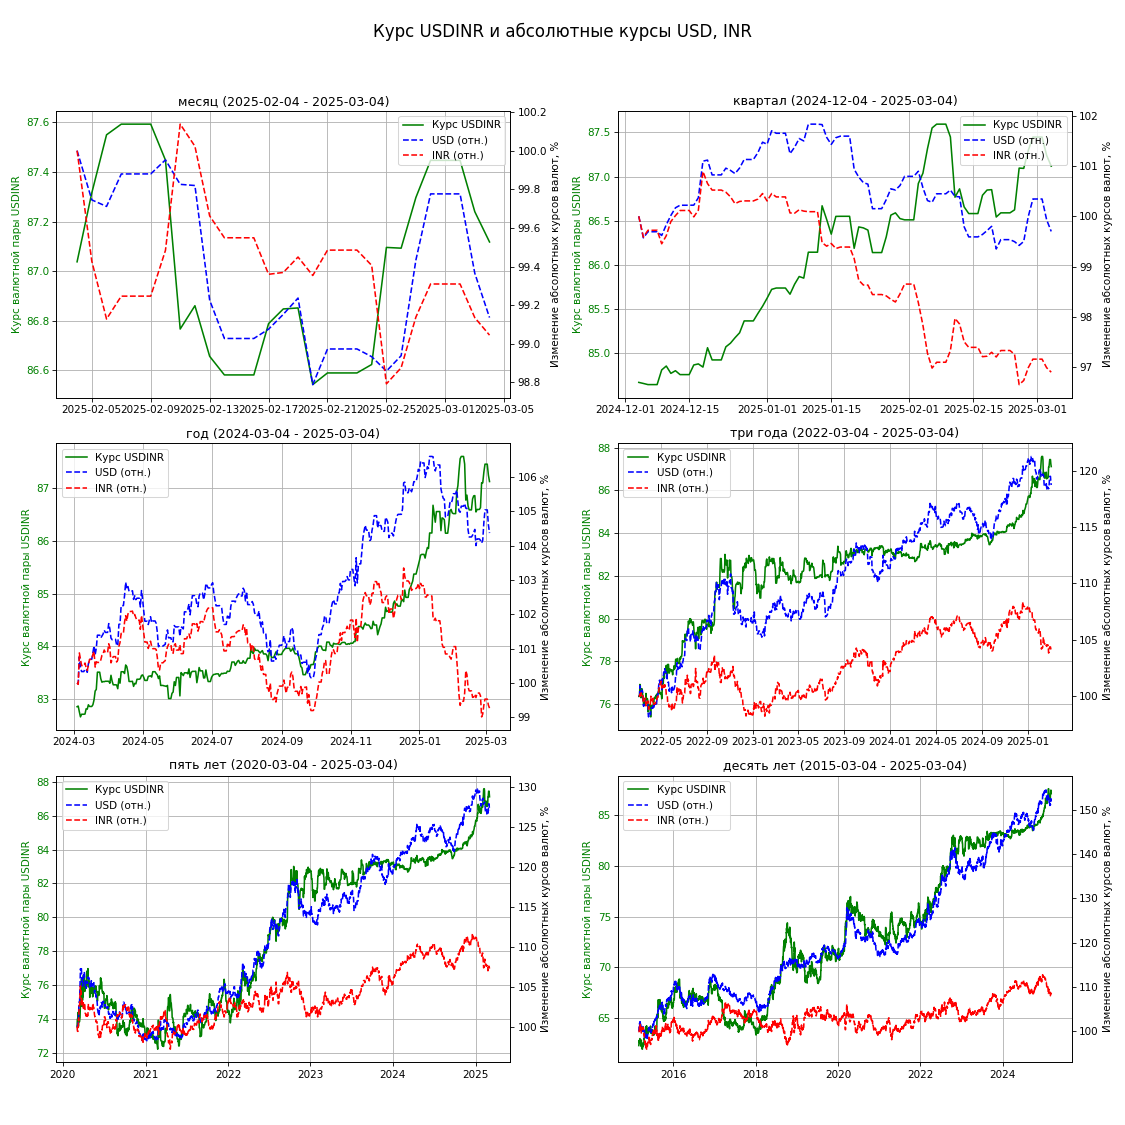 Курс USDINR и абсолютные курсы USD, INR
месяц (2025-02-04 - 2025-03-04)
Курс валютной пары USDINR
87.6
87.4
87.2
87.0
86.8
86.6
Курс USDINR
USD (отн.)
INR (отн.)
100.2
100.0
99.8
99.6
99.4
99.2
99.0
98.8
Изменение абсолютных курсов валют, %
2025-02-05 2025-02-09 2025-02-13 2025-02-17 2025-02-21 2025-02-25 2025-03-01 2025-03-05
квартал (2024-12-04 - 2025-03-04)
Курс валютной пары USDINR
87.5
87.0
86.5
86.0
85.5
85.0
Курс USDINR
USD (отн.)
INR (отн.)
102
101
100
99
98
97
Изменение абсолютных курсов валют, %
2024-12-01 2024-12-15 2025-01-01 2025-01-15 2025-02-01 2025-02-15 2025-03-01
год (2024-03-04 - 2025-03-04)
Курс валютной пары USDINR
87
86
85
84
83
Курс USDINR
USD (отн.)
INR (отн.)
106
105
104
103
102
101
100
99
Изменение абсолютных курсов валют, %
2024-03 2024-05 2024-07 2024-09 2024-11 2025-01 2025-03
три года (2022-03-04 - 2025-03-04)
Курс валютной пары USDINR
88
86
84
82
80
78
76
Курс USDINR
USD (отн.)
INR (отн.)
120
115
110
105
100
Изменение абсолютных курсов валют, %
2022-05 2022-09 2023-01 2023-05 2023-09 2024-01 2024-05 2024-09 2025-01
пять лет (2020-03-04 - 2025-03-04)
Курс валютной пары USDINR
88
86
84
82
80
78
76
74
72
Курс USDINR
USD (отн.)
INR (отн.)
130
125
120
115
110
105
100
Изменение абсолютных курсов валют, %
2020 2021 2022 2023 2024 2025
десять лет (2015-03-04 - 2025-03-04)
Курс валютной пары USDINR
85
80
75
70
65
Курс USDINR
USD (отн.)
INR (отн.)
150
140
130
120
110
100
Изменение абсолютных курсов валют, %
2016 2018 2020 2022 2024